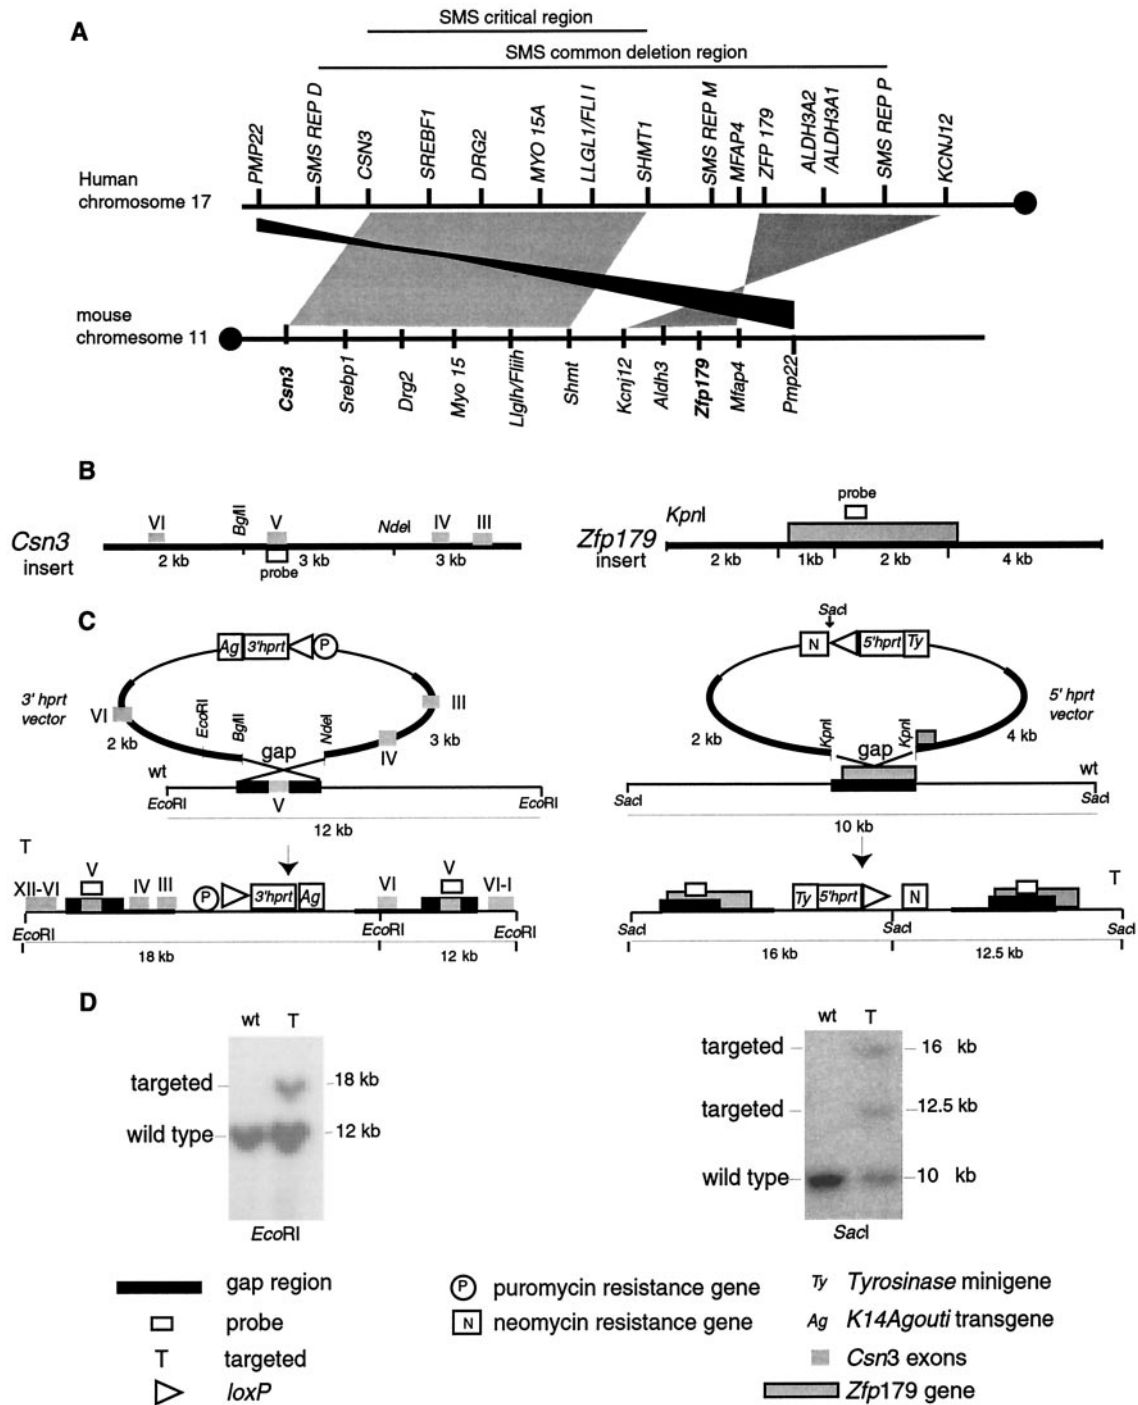 A
SMS critical region
SMS common deletion region
PMP22
SMS REP D
CSN3
SREBF1
DRG2
MYO 15A
LLGL1/FLI I
SHMT1
SMS REP M
MFAP4
ZFP 179
ALDH3A2
/ALDH3A1
SMS REP P
KCNJ12
Human
chromosome 17
mouse
chromesome 11
Csn3
Srebp1
Drg2
Myo 15
Llglh/Fliih
Shmt
Kcnj12
Aldh3
Zfp179
Mfap4
Pmp22
B
Csn3
insert
VI
BglII
V
NdeI
IV
III
2 kb
probe
3 kb
3 kb
Zfp179
insert
KpnI
probe
2 kb
1kb
2 kb
4 kb
C
Ag
3'hprt
P
3' hprt
vector
VI
2 kb
EcoRI
BglII
gap
NdeI
III
3 kb
IV
wt
EcoRI
V
EcoRI
12 kb
SacI
N
5'hprt
Ty
5' hprt
vector
2 kb
KpnI
gap
KpnI
4 kb
wt
SacI
SacI
10 kb
T
XII-VI
V
IV
III
P
3'hprt
Ag
VI
V
VI-I
EcoRI
EcoRI
EcoRI
18 kb
12 kb
Ty
5'hprt
N
T
SacI
SacI
SacI
16 kb
12.5 kb
D
wt
T
targeted
18 kb
wild type
12 kb
EcoRI
wt
T
targeted
16 kb
targeted
12.5 kb
wild type
10 kb
SacI
gap region
probe
T
targeted
loxP
P
puromycin resistance gene
N
neomycin resistance gene
Ty
Tyrosinase minigene
Ag
K14Agouti transgene
Csn3 exons
Zfp179 gene